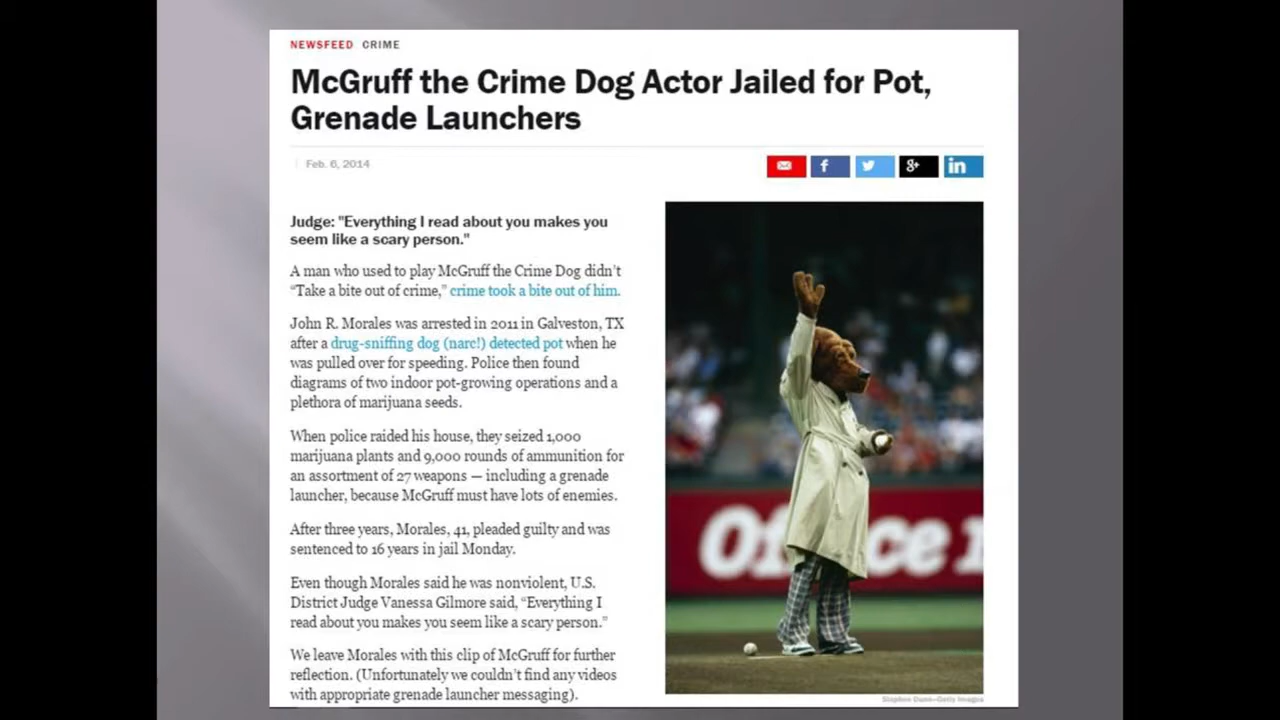 NEWSFEED CRIME
McGruff the Crime Dog Actor Jailed for Pot,
Grenade Launchers
Feb. 6, 2014
f g+ in
Judge: "Everything I read about you makes you
seem like a scary person."
A man who used to play McGruff the Crime Dog didn't
“Take a bite out of crime,” crime took a bite out of him.
John R. Morales was arrested in 2011 in Galveston, TX
after a drug-sniffing dog (narc!) detected pot when he
was pulled over for speeding. Police then found
diagrams of two indoor pot-growing operations and a
plethora of marijuana seeds.
When police raided his house, they seized 1,000
marijuana plants and 9,000 rounds of ammunition for
an assortment of 27 weapons — including a grenade
launcher, because McGruff must have lots of enemies.
After three years, Morales, 41, pleaded guilty and was
sentenced to 16 years in jail Monday.
Even though Morales said he was nonviolent, U.S.
District Judge Vanessa Gilmore said, “Everything I
read about you makes you seem like a scary person.”
We leave Morales with this clip of McGruff for further
reflection. (Unfortunately we couldn't find any videos
with appropriate grenade launcher messaging).
Office
Stephen Dunn—Getty Images